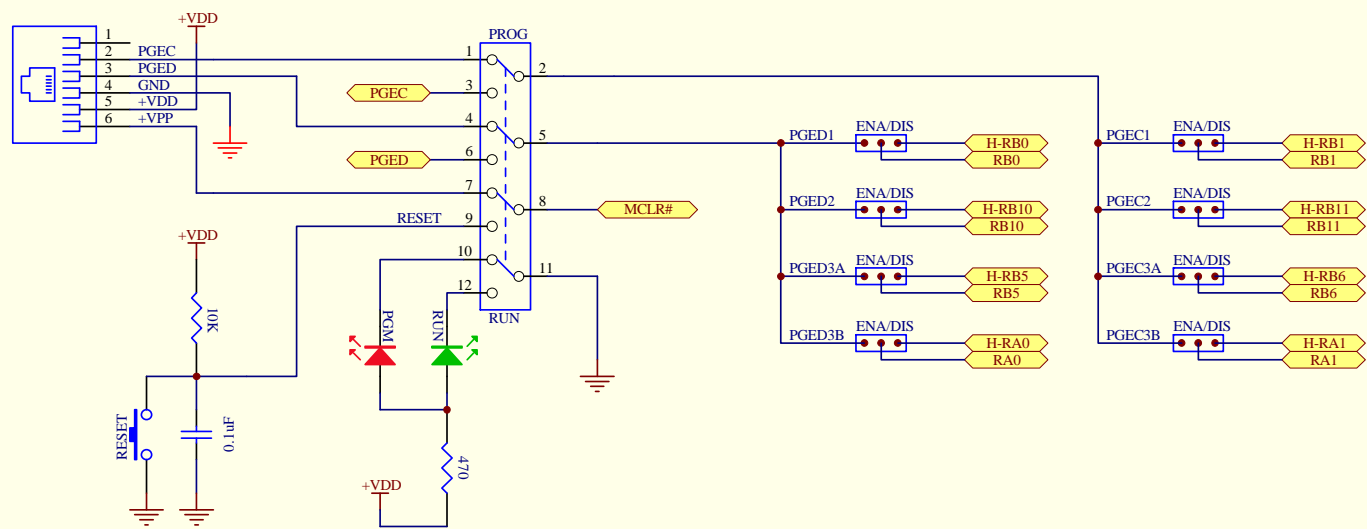 +VDD
1
2 PGEC
3 PGED
4 GND
5 +VDD
6 +VPP
PROG
1
2
3
PGEC
4
5
6
PGED
7
8
MCLR#
9
RESET
10
11
12
RUN
+VDD
10K
RESET
0.1uF
PGM
RUN
470
+VDD
PGED1 ENA/DIS H-RB0
RB0
PGED2 ENA/DIS H-RB10
RB10
PGED3A ENA/DIS H-RB5
RB5
PGED3B ENA/DIS H-RA0
RA0
PGEC1 ENA/DIS H-RB1
RB1
PGEC2 ENA/DIS H-RB11
RB11
PGEC3A ENA/DIS H-RB6
RB6
PGEC3B ENA/DIS H-RA1
RA1